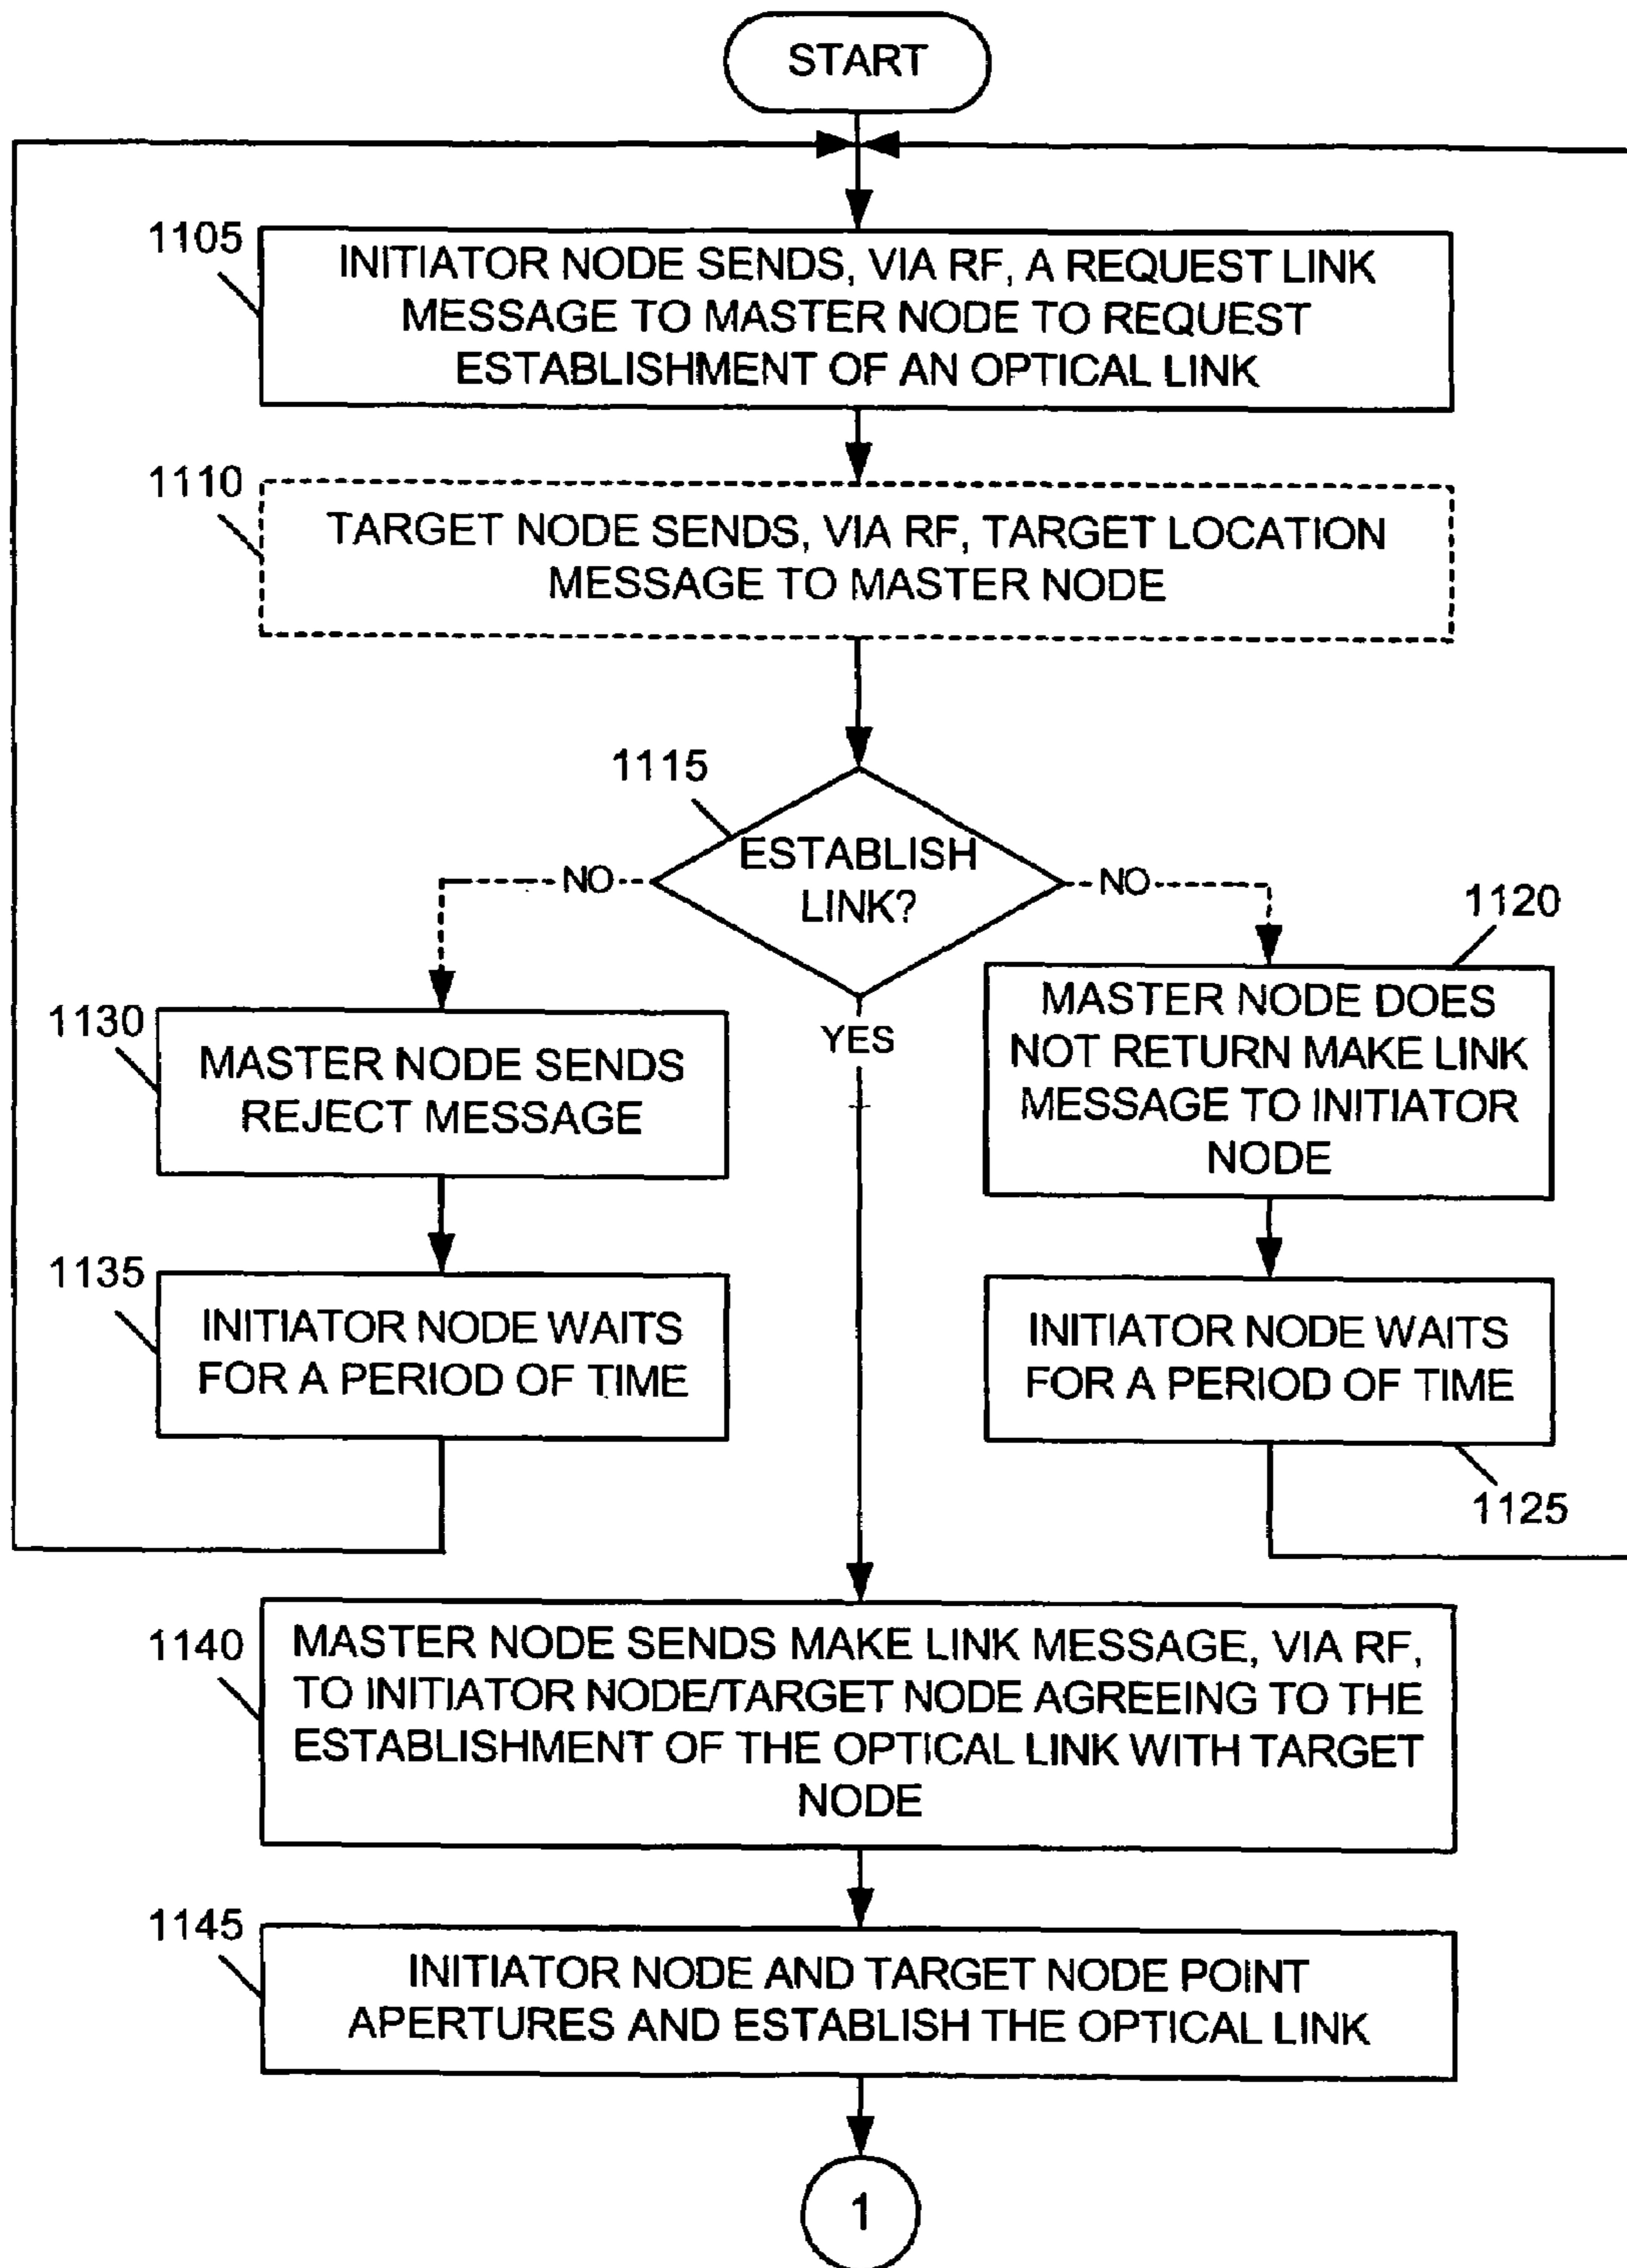 START
1105
INITIATOR NODE SENDS, VIA RF, A REQUEST LINK
MESSAGE TO MASTER NODE TO REQUEST
ESTABLISHMENT OF AN OPTICAL LINK
1110
TARGET NODE SENDS, VIA RF, TARGET LOCATION
MESSAGE TO MASTER NODE
1115
ESTABLISH
LINK?
NO
NO
YES
1130
MASTER NODE SENDS
REJECT MESSAGE
1120
MASTER NODE DOES
NOT RETURN MAKE LINK
MESSAGE TO INITIATOR
NODE
1135
INITIATOR NODE WAITS
FOR A PERIOD OF TIME
INITIATOR NODE WAITS
FOR A PERIOD OF TIME
1125
1140
MASTER NODE SENDS MAKE LINK MESSAGE, VIA RF,
TO INITIATOR NODE/TARGET NODE AGREEING TO THE
ESTABLISHMENT OF THE OPTICAL LINK WITH TARGET
NODE
1145
INITIATOR NODE AND TARGET NODE POINT
APERTURES AND ESTABLISH THE OPTICAL LINK
1